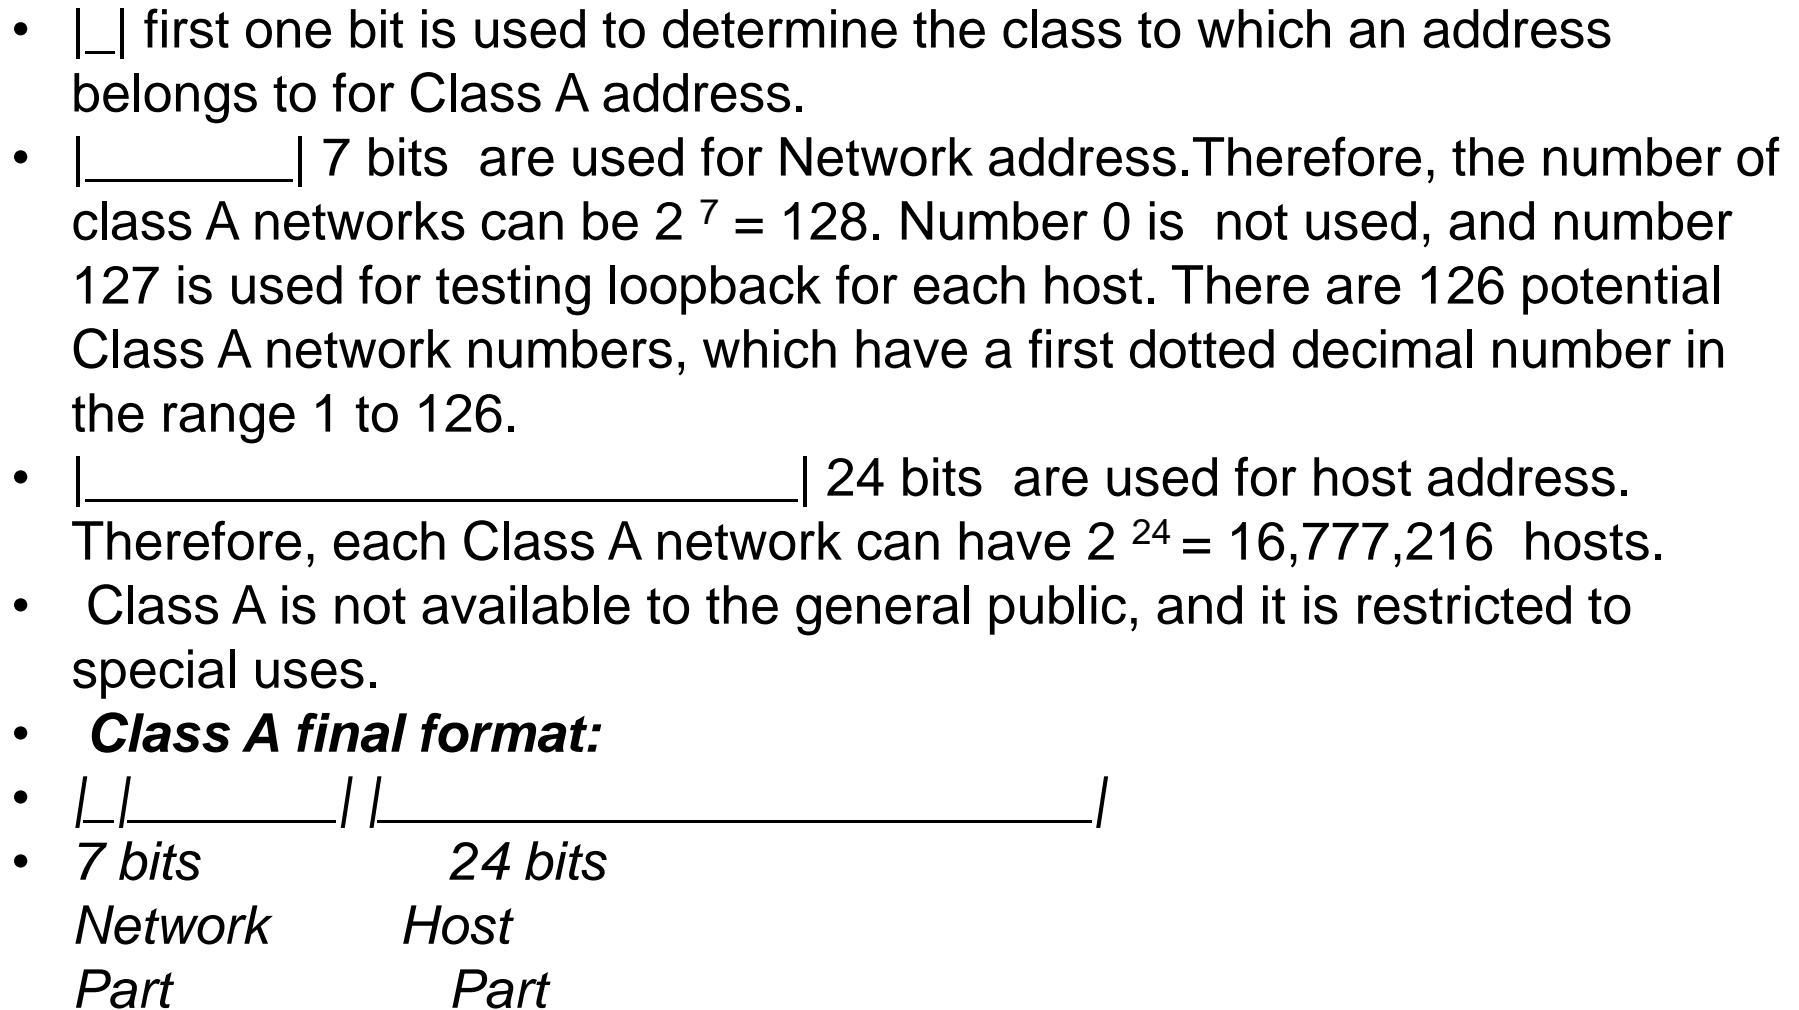 • |_| first one bit is used to determine the class to which an address
belongs to for Class A address.
• |_______| 7 bits  are used for Network address.Therefore, the number of
class A networks can be 2 ⁷ = 128. Number 0 is  not used, and number
127 is used for testing loopback for each host. There are 126 potential
Class A network numbers, which have a first dotted decimal number in
the range 1 to 126.
• |________________________| 24 bits  are used for host address.
Therefore, each Class A network can have 2 ²⁴ = 16,777,216  hosts.
• Class A is not available to the general public, and it is restricted to
special uses.
• Class A final format:
• |_|_______| |________________________|
• 7 bits 24 bits
Network Host
Part Part